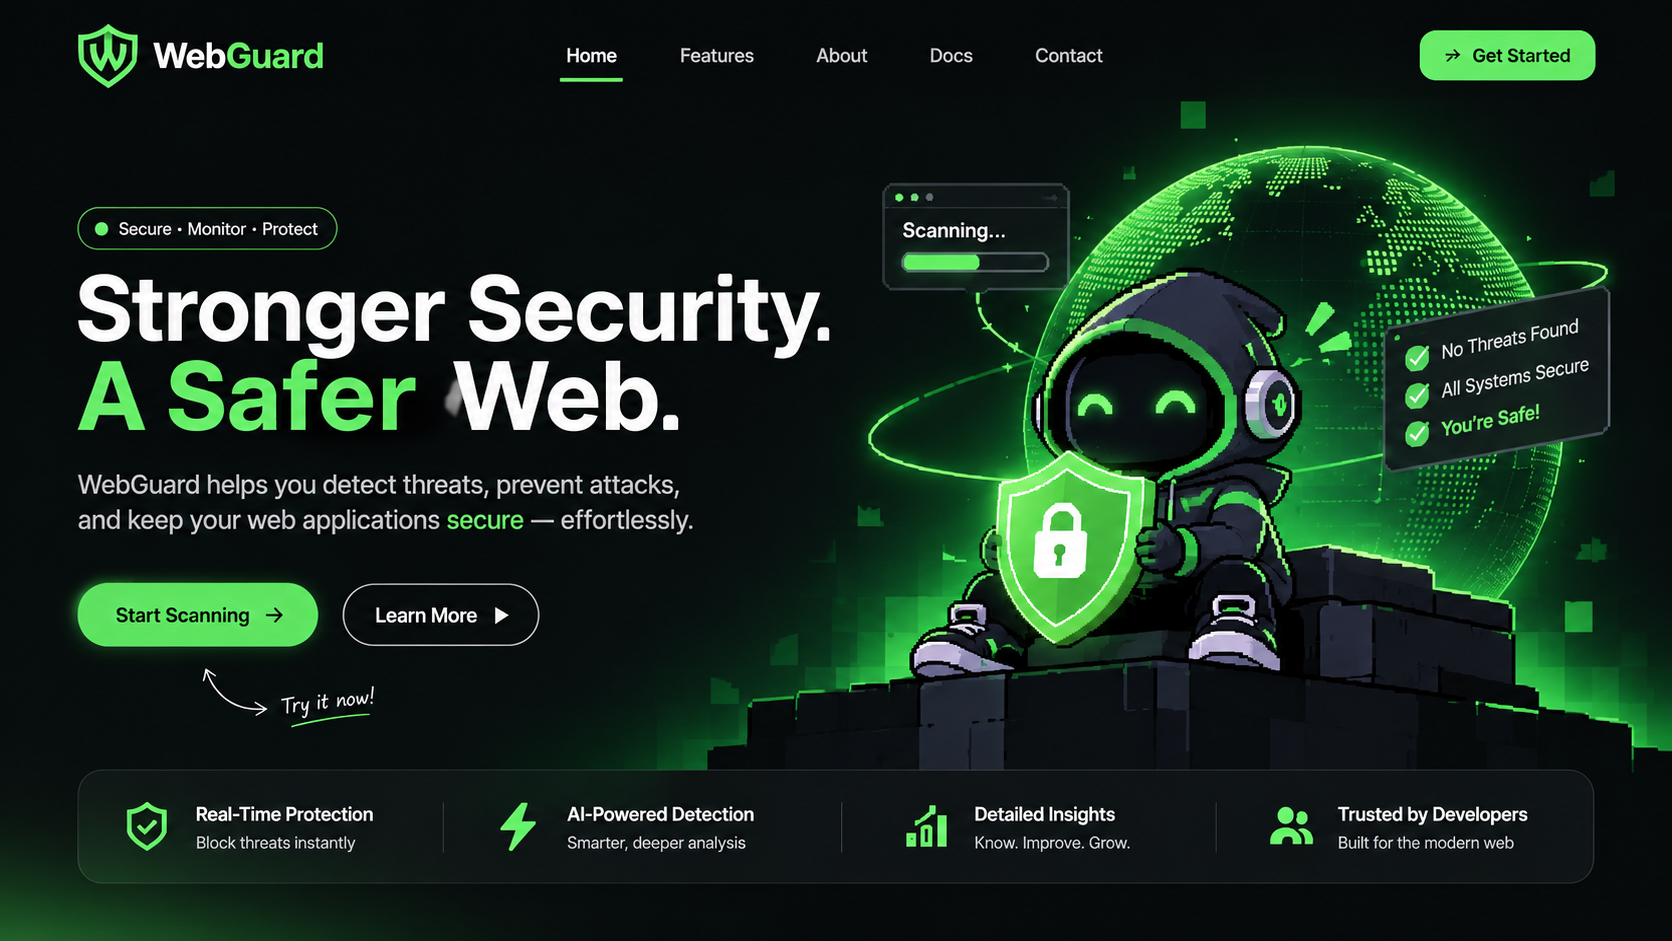 WebGuard
Home
Features
About
Docs
Contact
Get Started
Secure • Monitor • Protect
Stronger Security.
A Safer Web.
WebGuard helps you detect threats, prevent attacks,
and keep your web applications secure — effortlessly.
Start Scanning
Learn More
Try it now!
Scanning...
No Threats Found
All Systems Secure
You're Safe!
Real-Time Protection
Block threats instantly
AI-Powered Detection
Smarter, deeper analysis
Detailed Insights
Know. Improve. Grow.
Trusted by Developers
Built for the modern web